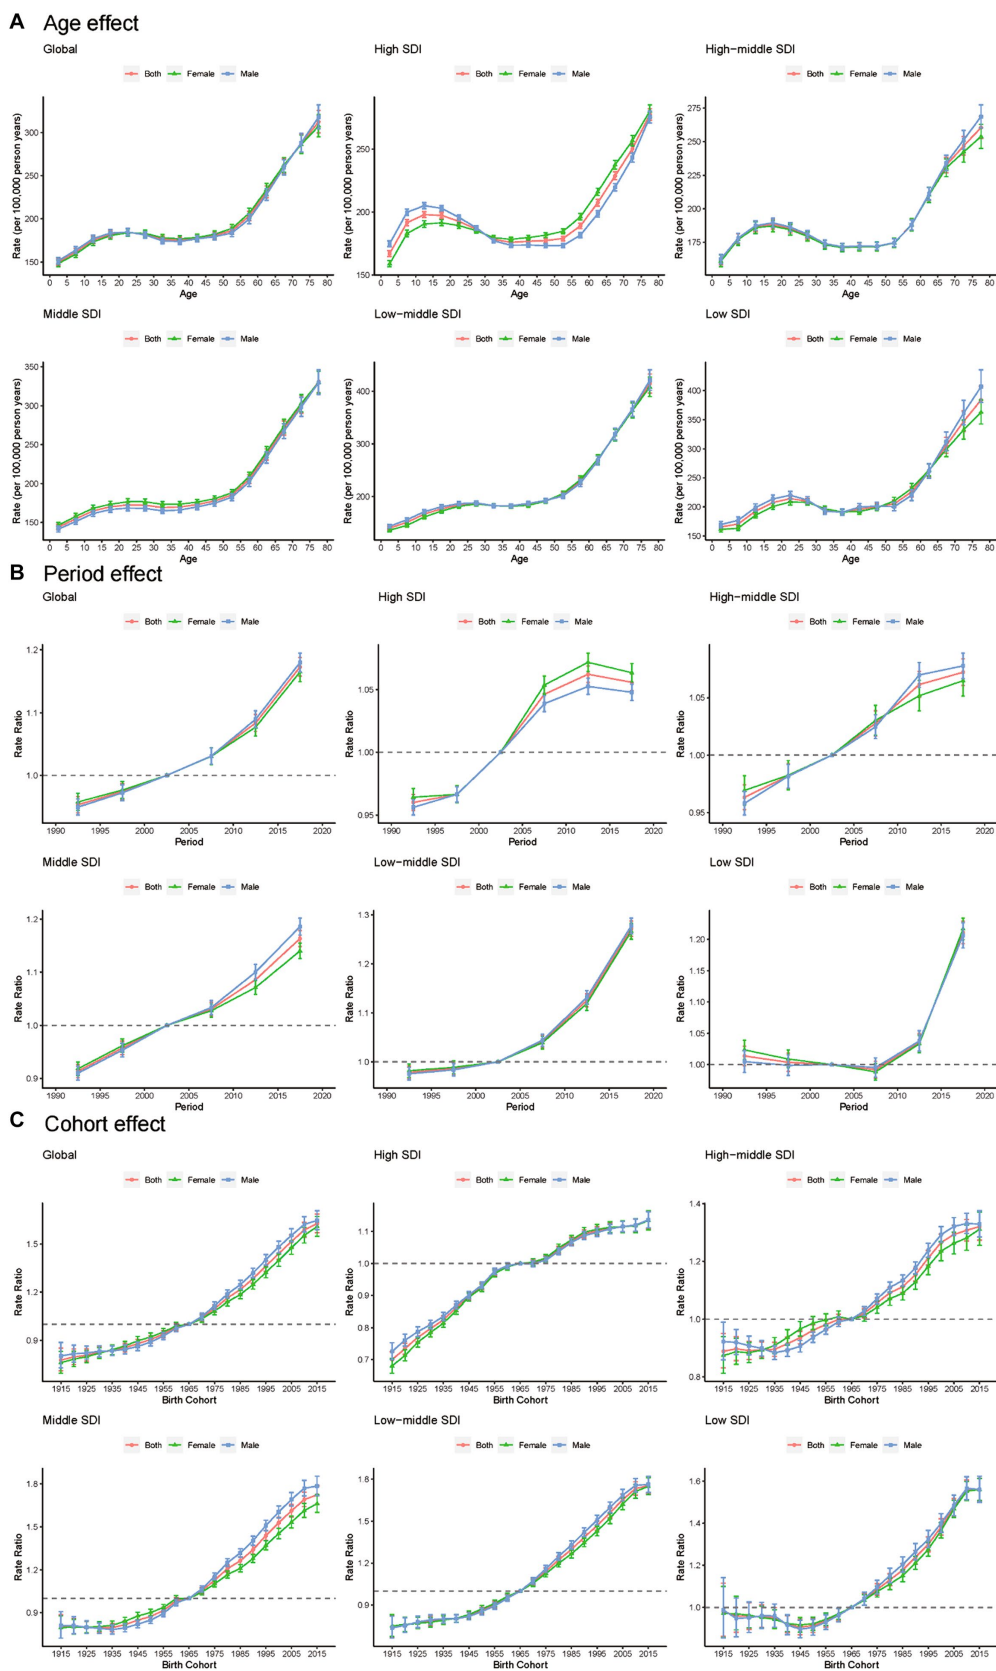 A Age effect
Global High SDI High-middle SDI
Both Female Male Both Female Male Both Female Male
Rate (per 100,000 person years)
300
250
200
150
0 5 10 15 20 25 30 35 40 45 50 55 60 65 70 75 80
Age
Rate (per 100,000 person years)
250
200
150
0 5 10 15 20 25 30 35 40 45 50 55 60 65 70 75 80
Age
Rate (per 100,000 person years)
275
250
225
200
175
0 5 10 15 20 25 30 35 40 45 50 55 60 65 70 75 80
Age
Middle SDI Low-middle SDI Low SDI
Both Female Male Both Female Male Both Female Male
Rate (per 100,000 person years)
350
300
250
200
150
0 5 10 15 20 25 30 35 40 45 50 55 60 65 70 75 80
Age
Rate (per 100,000 person years)
400
300
200
0 5 10 15 20 25 30 35 40 45 50 55 60 65 70 75 80
Age
Rate (per 100,000 person years)
400
350
300
250
200
150
0 5 10 15 20 25 30 35 40 45 50 55 60 65 70 75 80
Age
B Period effect
Global High SDI High-middle SDI
Both Female Male Both Female Male Both Female Male
Rate Ratio
1.2
1.1
1.0
1990 1995 2000 2005 2010 2015 2020
Period
Rate Ratio
1.05
1.00
0.95
1990 1995 2000 2005 2010 2015 2020
Period
Rate Ratio
1.05
1.00
0.95
1990 1995 2000 2005 2010 2015 2020
Period
Middle SDI Low-middle SDI Low SDI
Both Female Male Both Female Male Both Female Male
Rate Ratio
1.2
1.1
1.0
0.9
1990 1995 2000 2005 2010 2015 2020
Period
Rate Ratio
1.3
1.2
1.1
1.0
1990 1995 2000 2005 2010 2015 2020
Period
Rate Ratio
1.20
1.15
1.10
1.05
1.00
1990 1995 2000 2005 2010 2015 2020
Period
C Cohort effect
Global High SDI High-middle SDI
Both Female Male Both Female Male Both Female Male
Rate Ratio
1.5
1.2
0.9
1915 1925 1935 1945 1955 1965 1975 1985 1995 2005 2015
Birth Cohort
Rate Ratio
1.1
1.0
0.9
0.8
0.7
1915 1925 1935 1945 1955 1965 1975 1985 1995 2005 2015
Birth Cohort
Rate Ratio
1.4
1.2
1.0
0.8
1915 1925 1935 1945 1955 1965 1975 1985 1995 2005 2015
Birth Cohort
Middle SDI Low-middle SDI Low SDI
Both Female Male Both Female Male Both Female Male
Rate Ratio
1.8
1.5
1.2
0.9
1915 1925 1935 1945 1955 1965 1975 1985 1995 2005 2015
Birth Cohort
Rate Ratio
1.8
1.5
1.2
0.9
1915 1925 1935 1945 1955 1965 1975 1985 1995 2005 2015
Birth Cohort
Rate Ratio
1.6
1.4
1.2
1.0
1915 1925 1935 1945 1955 1965 1975 1985 1995 2005 2015
Birth Cohort